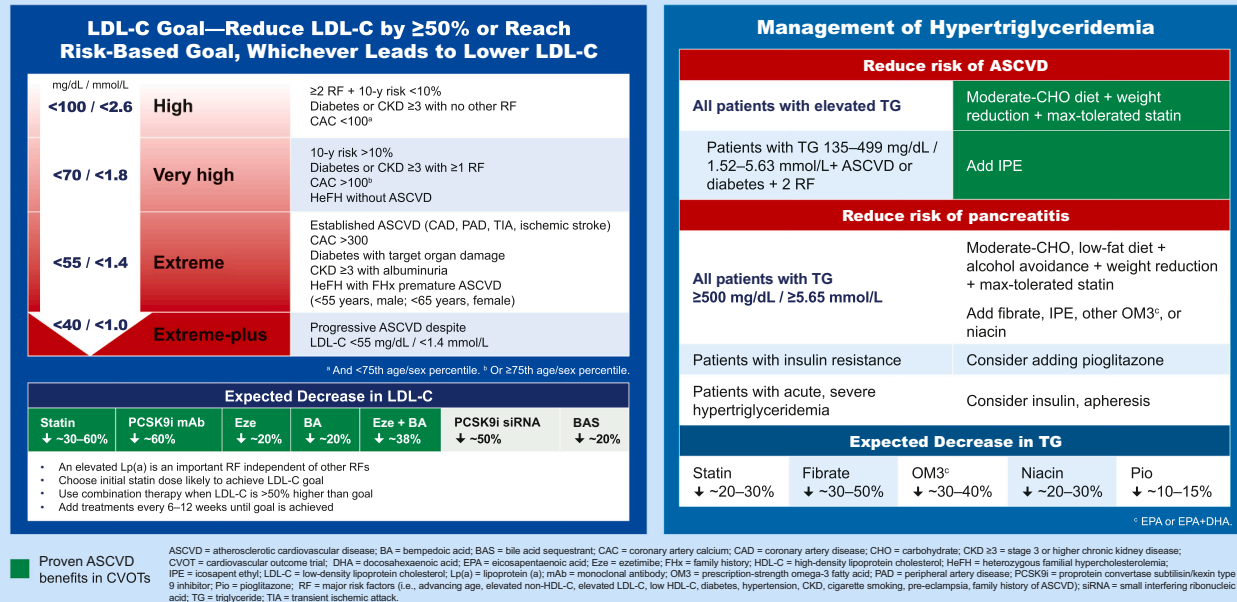 LDL-C Goal—Reduce LDL-C by ≥50% or Reach
Risk-Based Goal, Whichever Leads to Lower LDL-C
mg/dL / mmol/L
<100 / <2.6
High
≥2 RF + 10-y risk <10%
Diabetes or CKD ≥3 with no other RF
CAC <100ᵃ
<70 / <1.8
Very high
10-y risk >10%
Diabetes or CKD ≥3 with ≥1 RF
CAC >100ᵇ
HeFH without ASCVD
<55 / <1.4
Extreme
Established ASCVD (CAD, PAD, TIA, ischemic stroke)
CAC >300
Diabetes with target organ damage
CKD ≥3 with albuminuria
HeFH with FHx premature ASCVD
(<55 years, male; <65 years, female)
<40 / <1.0
Extreme-plus
Progressive ASCVD despite
LDL-C <55 mg/dL / <1.4 mmol/L
ᵃ And <75th age/sex percentile. ᵇ Or ≥75th age/sex percentile.
Expected Decrease in LDL-C
Statin
↓ ~30–60%
PCSK9i mAb
↓ ~60%
Eze
↓ ~20%
BA
↓ ~20%
Eze + BA
↓ ~38%
PCSK9i siRNA
↓ ~50%
BAS
↓ ~20%
• An elevated Lp(a) is an important RF independent of other RFs
• Choose initial statin dose likely to achieve LDL-C goal
• Use combination therapy when LDL-C is >50% higher than goal
• Add treatments every 6–12 weeks until goal is achieved
Management of Hypertriglyceridemia
Reduce risk of ASCVD
All patients with elevated TG
Moderate-CHO diet + weight
reduction + max-tolerated statin
Patients with TG 135–499 mg/dL /
1.52–5.63 mmol/L+ ASCVD or
diabetes + 2 RF
Add IPE
Reduce risk of pancreatitis
All patients with TG
≥500 mg/dL / ≥5.65 mmol/L
Moderate-CHO, low-fat diet +
alcohol avoidance + weight reduction
+ max-tolerated statin
Add fibrate, IPE, other OM3ᶜ, or
niacin
Patients with insulin resistance
Consider adding pioglitazone
Patients with acute, severe
hypertriglyceridemia
Consider insulin, apheresis
Expected Decrease in TG
Statin
↓ ~20–30%
Fibrate
↓ ~30–50%
OM3ᶜ
↓ ~30–40%
Niacin
↓ ~20–30%
Pio
↓ ~10–15%
ᶜ EPA or EPA+DHA.
Proven ASCVD
benefits in CVOTs
ASCVD = atherosclerotic cardiovascular disease; BA = bempedoic acid; BAS = bile acid sequestrant; CAC = coronary artery calcium; CAD = coronary artery disease; CHO = carbohydrate; CKD ≥3 = stage 3 or higher chronic kidney disease;
CVOT = cardiovascular outcome trial; DHA = docosahexaenoic acid; EPA = eicosapentaenoic acid; Eze = ezetimibe; FHx = family history; HDL-C = high-density lipoprotein cholesterol; HeFH = heterozygous familial hypercholesterolemia;
IPE = icosapent ethyl; LDL-C = low-density lipoprotein cholesterol; Lp(a) = lipoprotein (a); mAb = monoclonal antibody; OM3 = prescription-strength omega-3 fatty acid; PAD = peripheral artery disease; PCSK9i = proprotein convertase subtilisin/kexin type
9 inhibitor; Pio = pioglitazone; RF = major risk factors (i.e., advancing age, elevated non-HDL-C, elevated LDL-C, low HDL-C, diabetes, hypertension, CKD, cigarette smoking, pre-eclampsia, family history of ASCVD); siRNA = small interfering ribonucleic
acid; TG = triglyceride; TIA = transient ischemic attack.